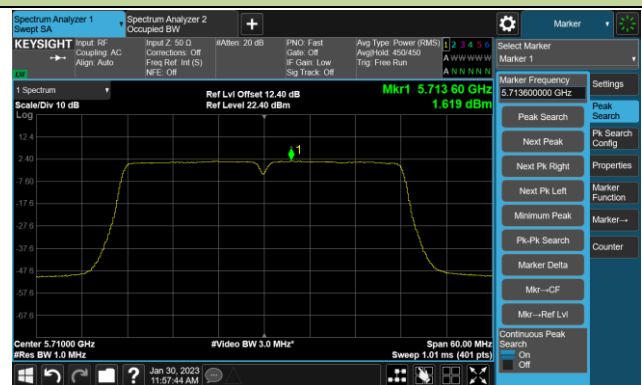 Spectrum Analyzer 1
Swept SA
Spectrum Analyzer 2
Occupied BW
+
Marker
KEYSIGHT
Input: RF
Coupling: AC
Align: Auto
Input Z: 50 Ω
Corrections: Off
Freq Ref: Int (S)
NFE: Off
#Atten: 20 dB
PNO: Fast
Gate: Off
IF Gain: Low
Sig Track: Off
Avg Type: Power (RMS)
Avg|Hold: 450/450
Trig: Free Run
1 2 3 4 5 6
A W W W W W
A N N N N N
LVI
Select Marker
Marker 1
1 Spectrum
Scale/Div 10 dB
Log
Ref Lvl Offset 12.40 dB
Ref Level 22.40 dBm
Mkr1 5.713 60 GHz
1.619 dBm
12.4
2.40
-7.60
-17.6
-27.6
-37.6
-47.6
-57.6
-67.6
1
Center 5.71000 GHz
#Res BW 1.0 MHz
#Video BW 3.0 MHz*
Span 60.00 MHz
Sweep 1.01 ms (401 pts)
Marker Frequency
5.713600000 GHz
Peak Search
Next Peak
Next Pk Right
Next Pk Left
Minimum Peak
Pk-Pk Search
Marker Delta
Mkr→CF
Mkr→Ref Lvl
Continuous Peak
Search
On
Off
Settings
Peak
Search
Pk Search
Config
Properties
Marker
Function
Marker→
Counter
?
Jan 30, 2023
11:57:44 AM